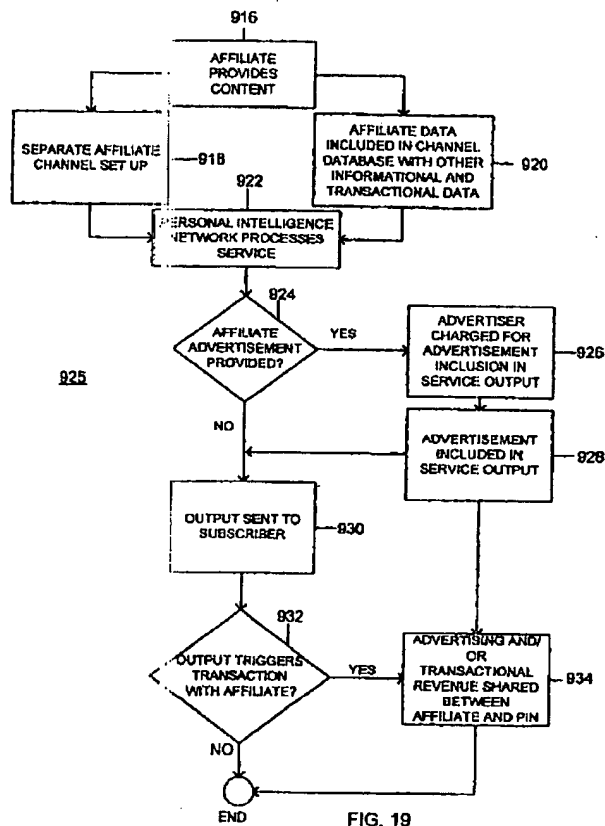 916
AFFILIATE
PROVIDES
CONTENT
SEPARATE AFFILIATE
CHANNEL SET UP
918
AFFILIATE DATA
INCLUDED IN CHANNEL
DATABASE WITH OTHER
INFORMATIONAL AND
TRANSACTIONAL DATA
920
922
PERSONAL INTELLIGENCE
NETWORK PROCESSES
SERVICE
924
AFFILIATE
ADVERTISEMENT
PROVIDED?
YES
ADVERTISER
CHARGED FOR
ADVERTISEMENT
INCLUSION IN
SERVICE OUTPUT
926
925
NO
ADVERTISEMENT
INCLUDED IN
SERVICE OUTPUT
928
OUTPUT SENT TO
SUBSCRIBER
930
932
OUTPUT TRIGGERS
TRANSACTION
WITH AFFILIATE?
YES
ADVERTISING AND/
OR
TRANSACTIONAL
REVENUE SHARED
BETWEEN
AFFILIATE AND PIN
934
NO
END
FIG. 19